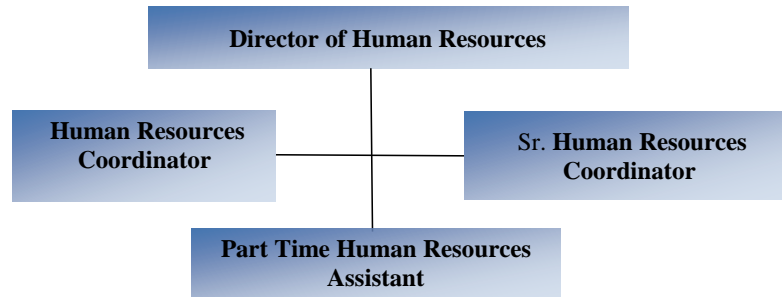 Director of Human Resources
Human Resources
Coordinator
Sr. Human Resources
Coordinator
Part Time Human Resources
Assistant